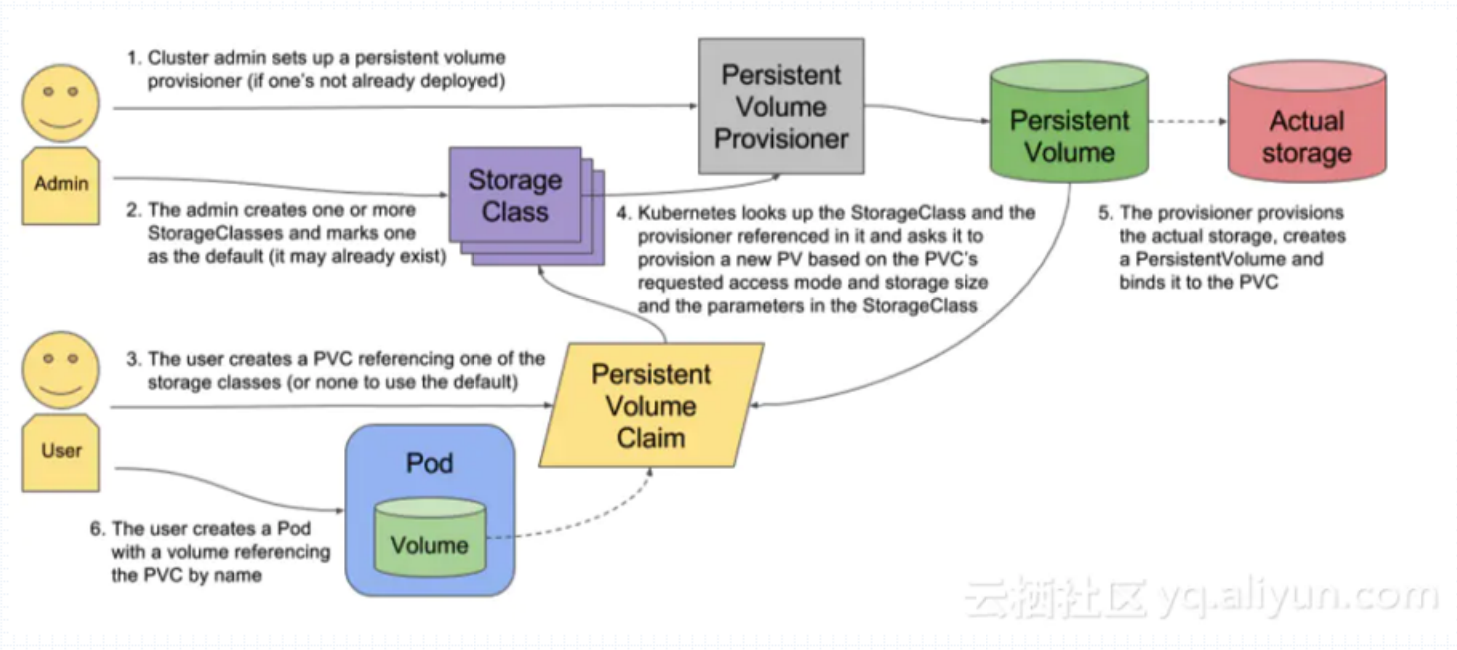 1. Cluster admin sets up a persistent volume
provisioner (if one's not already deployed)
Admin
Persistent
Volume
Provisioner
Persistent
Volume
Actual
storage
Storage
Class
2. The admin creates one or more
StorageClasses and marks one
as the default (it may already exist)
4. Kubernetes looks up the StorageClass and the
provisioner referenced in it and asks it to
provision a new PV based on the PVC's
requested access mode and storage size
and the parameters in the StorageClass
5. The provisioner provisions
the actual storage, creates
a PersistentVolume and
binds it to the PVC
3. The user creates a PVC referencing one of the
storage classes (or none to use the default)
User
Persistent
Volume
Claim
Pod
Volume
6. The user creates a Pod
with a volume referencing
the PVC by name
云栖社区 yq.aliyun.com